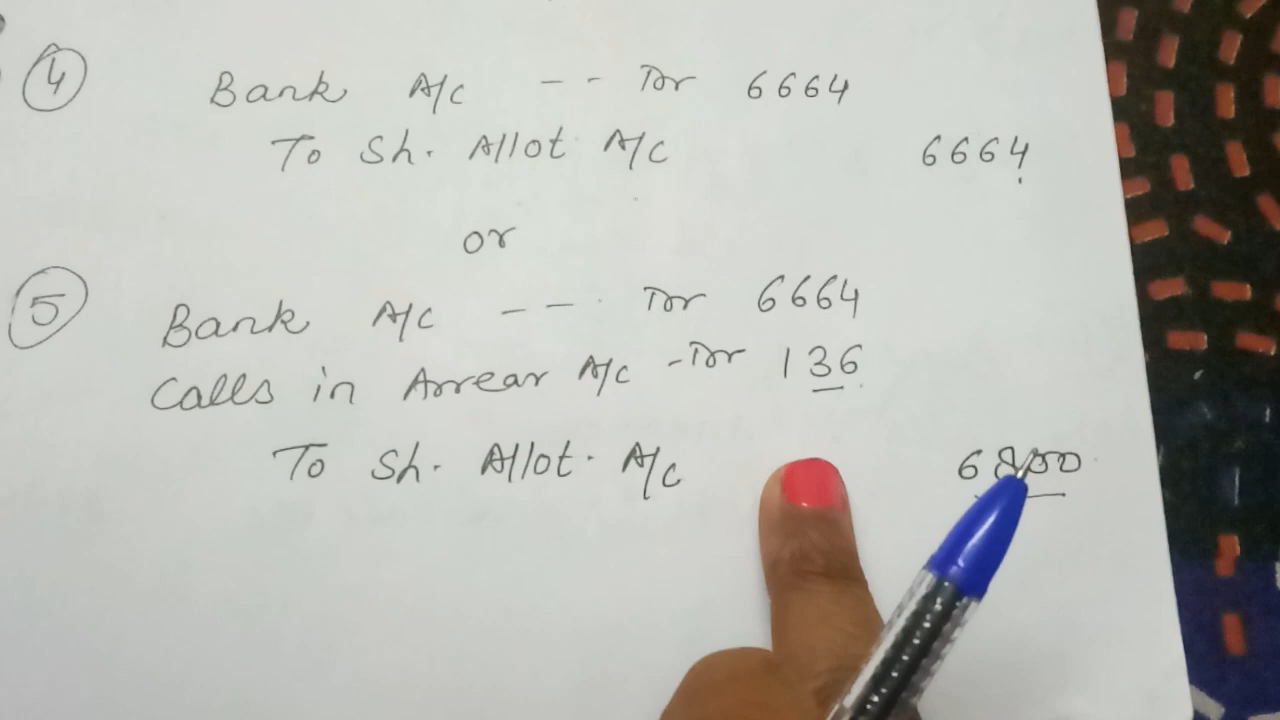 4 Bank A/c -- Dr 6664
To Sh. Allot. A/c 6664
or
5 Bank A/c -- Dr 6664
Calls in Arrear A/c - Dr 136
To Sh. Allot. A/c 6800